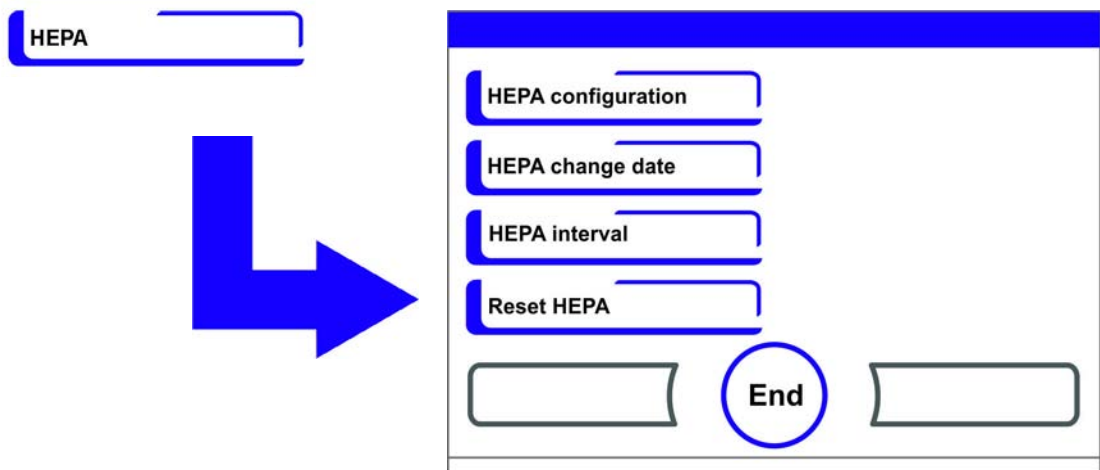 HEPA
HEPA configuration
HEPA change date
HEPA interval
Reset HEPA
End